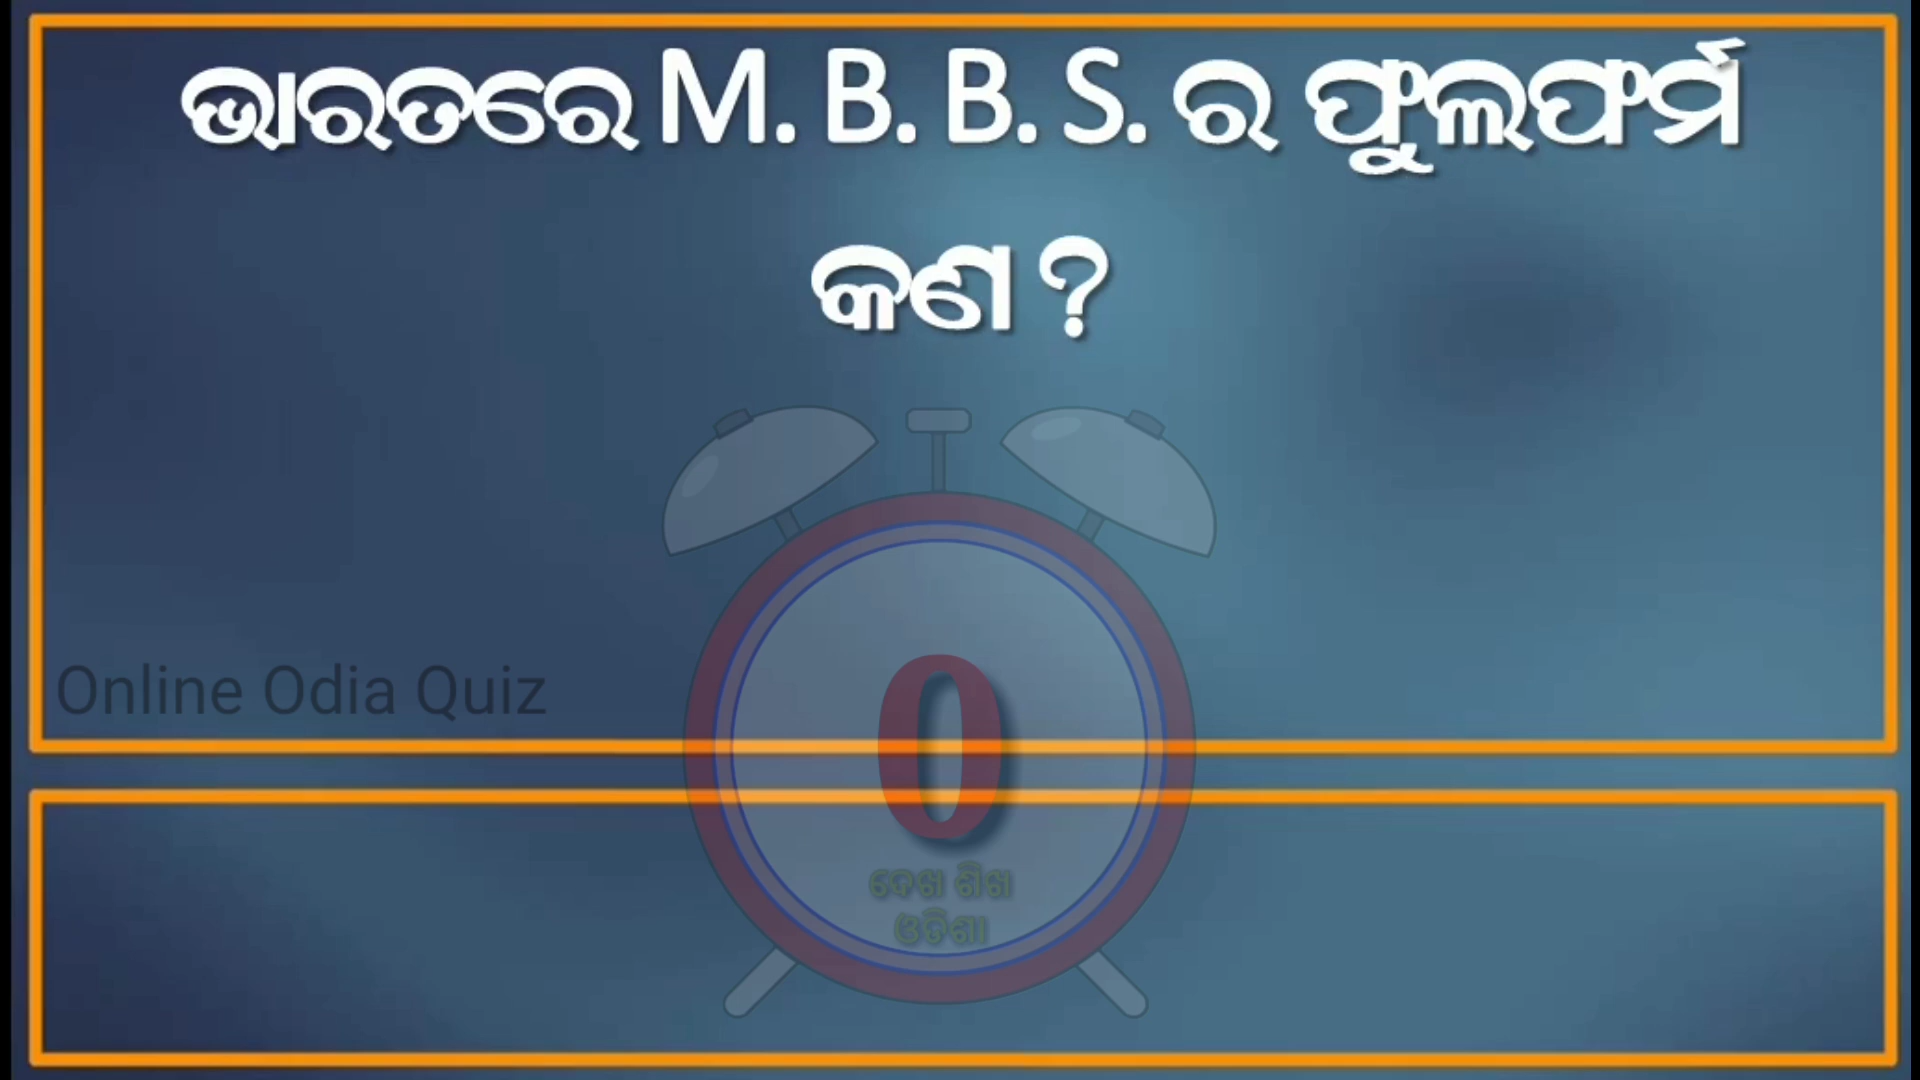 ଭାରତରେ M. B. B. S. ର ଫୁଲଫର୍ମ
କଣ ?
Online Odia Quiz
0
ଦେଖ ଶିଖ
ଓଡିଶା